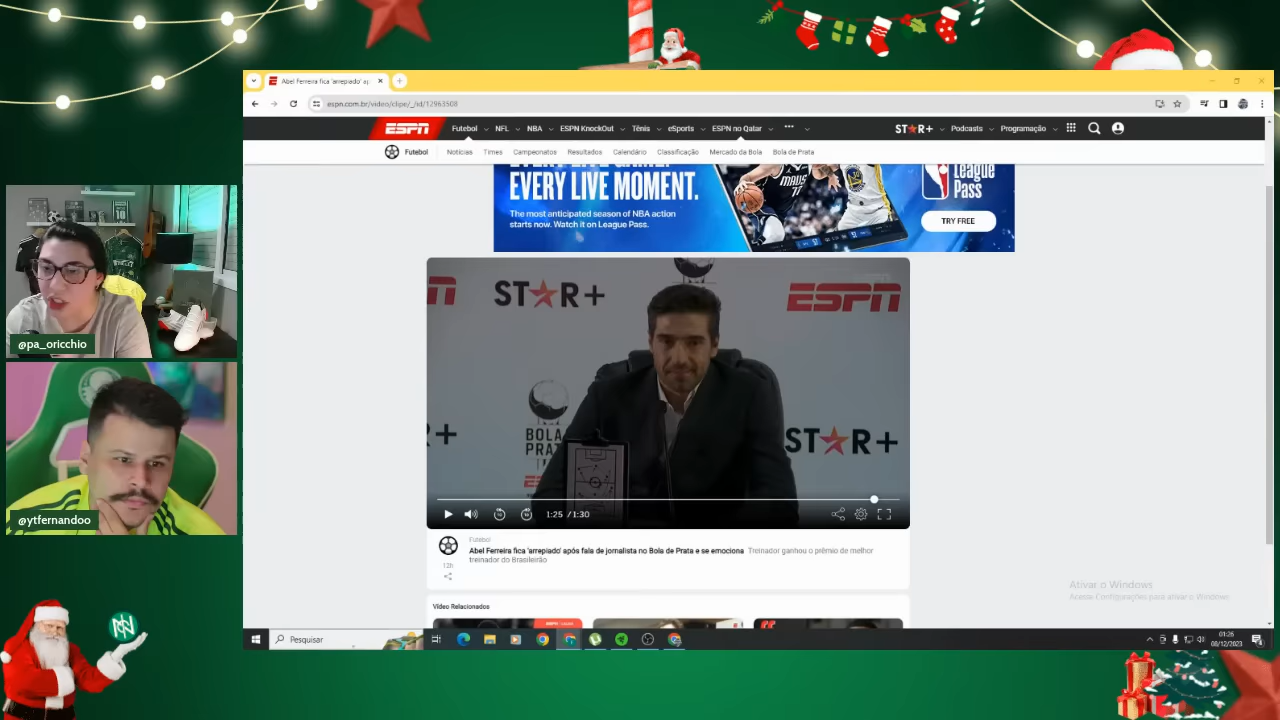 Abel Ferreira fica 'arrepiado' ap
espn.com.br/video/clipe/_/id/12963508
ESPN
Futebol
NFL
NBA
ESPN KnockOut
Tênis
eSports
ESPN no Qatar
STAR+
Podcasts
Programação
Futebol
Notícias
Times
Campeonatos
Resultados
Calendário
Classificação
Mercado da Bola
Bola de Prata
EVERY LIVE MOMENT.
The most anticipated season of NBA action
starts now. Watch it on League Pass.
MAVS
77
30
League
Pass
TRY FREE
STAR+
ESPN
BOLA
PRAT
STAR+
1:25 / 1:30
Futebol
12h
Abel Ferreira fica 'arrepiado' após fala de jornalista no Bola de Prata e se emociona Treinador ganhou o prêmio de melhor
treinador do Brasileirão
Vídeo Relacionados
@pa_oricchio
@ytfernandoo
Ativar o Windows
Acesse Configurações para ativar o Windows.
Pesquisar
01:26
08/12/2023